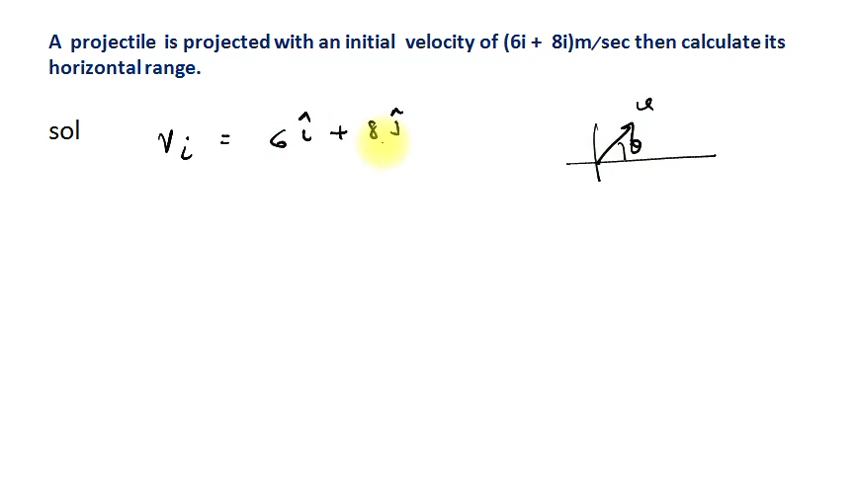 A projectile is projected with an initial velocity of (6i + 8i)m/sec then calculate its
horizontal range.
sol
Vi = 6î + 8ĵ
u
θ